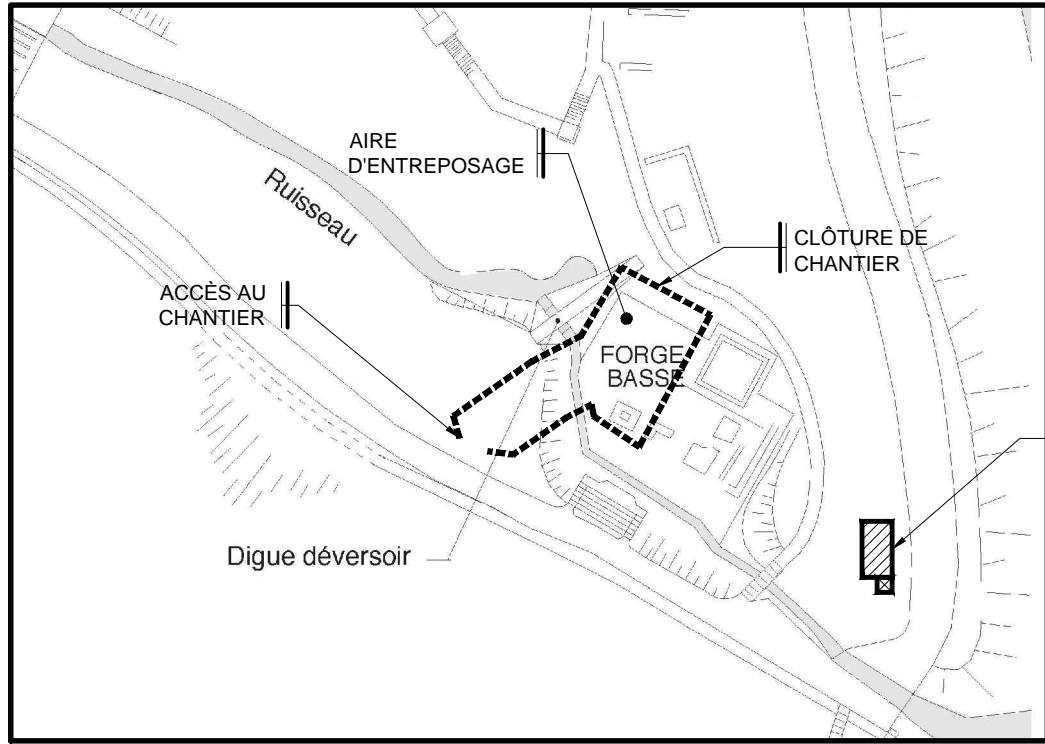 AIRE
D'ENTREPOSAGE
Ruisseau
CLÔTURE DE
CHANTIER
ACCÈS AU
CHANTIER
FORGE
BASSE
Digue déversoir